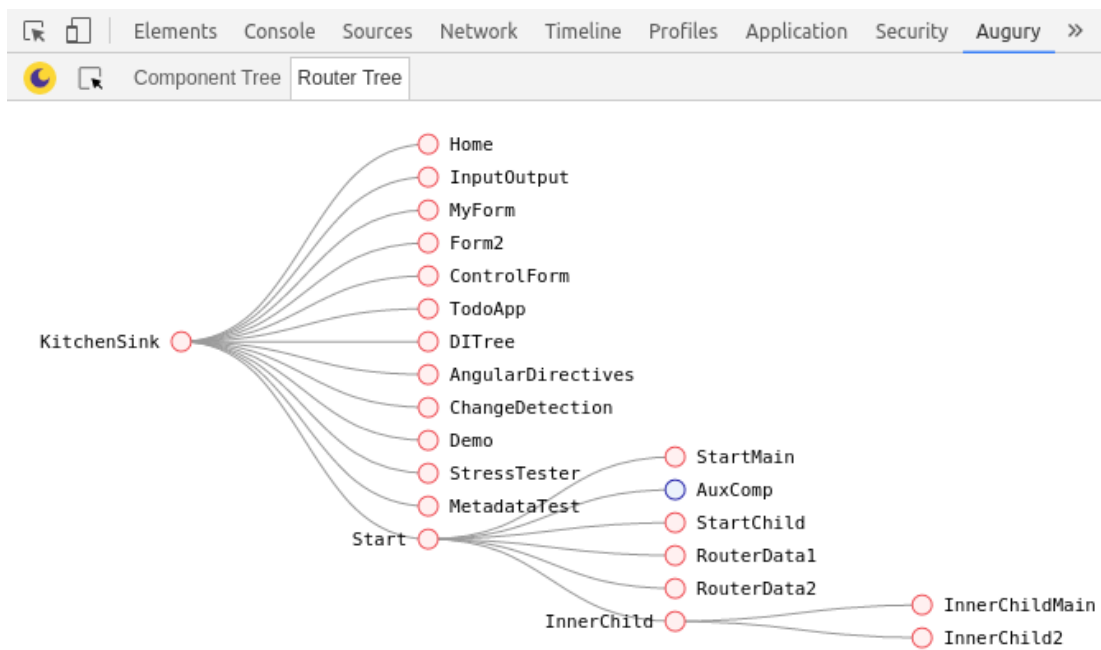 Elements Console Sources Network Timeline Profiles Application Security Augury »
Component Tree Router Tree
Home
InputOutput
MyForm
Form2
ControlForm
TodoApp
KitchenSink DITree
AngularDirectives
ChangeDetection
Demo
StartMain
StressTester
AuxComp
MetadataTest
StartChild
Start
RouterData1
RouterData2
InnerChildMain
InnerChild
InnerChild2